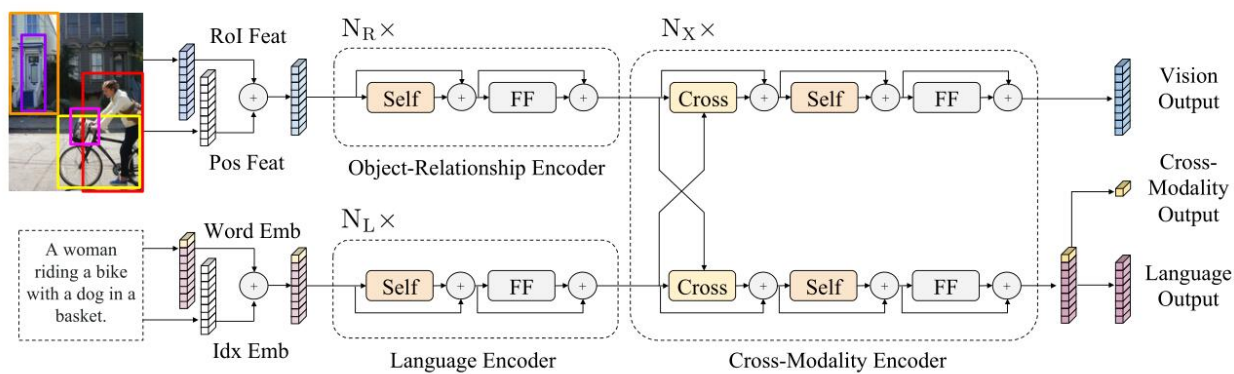 RoI Feat
Pos Feat
N_R ×
Self
+
FF
+
Object-Relationship Encoder
A woman
riding a bike
with a dog in a
basket.
Word Emb
+
Idx Emb
N_L ×
Self
+
FF
+
Language Encoder
N_X ×
Cross
+
Self
+
FF
+
Cross
+
Self
+
FF
+
Cross-Modality Encoder
Vision
Output
Cross-
Modality
Output
Language
Output